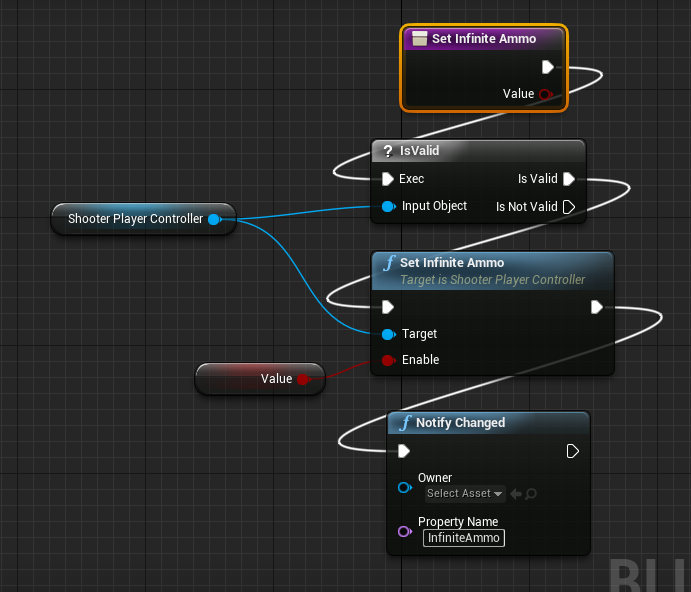 Set Infinite Ammo
Value
? IsValid
Exec
Is Valid
Shooter Player Controller
Input Object
Is Not Valid
f Set Infinite Ammo
Target is Shooter Player Controller
Target
Value
Enable
f Notify Changed
Owner
Select Asset
Property Name
InfiniteAmmo